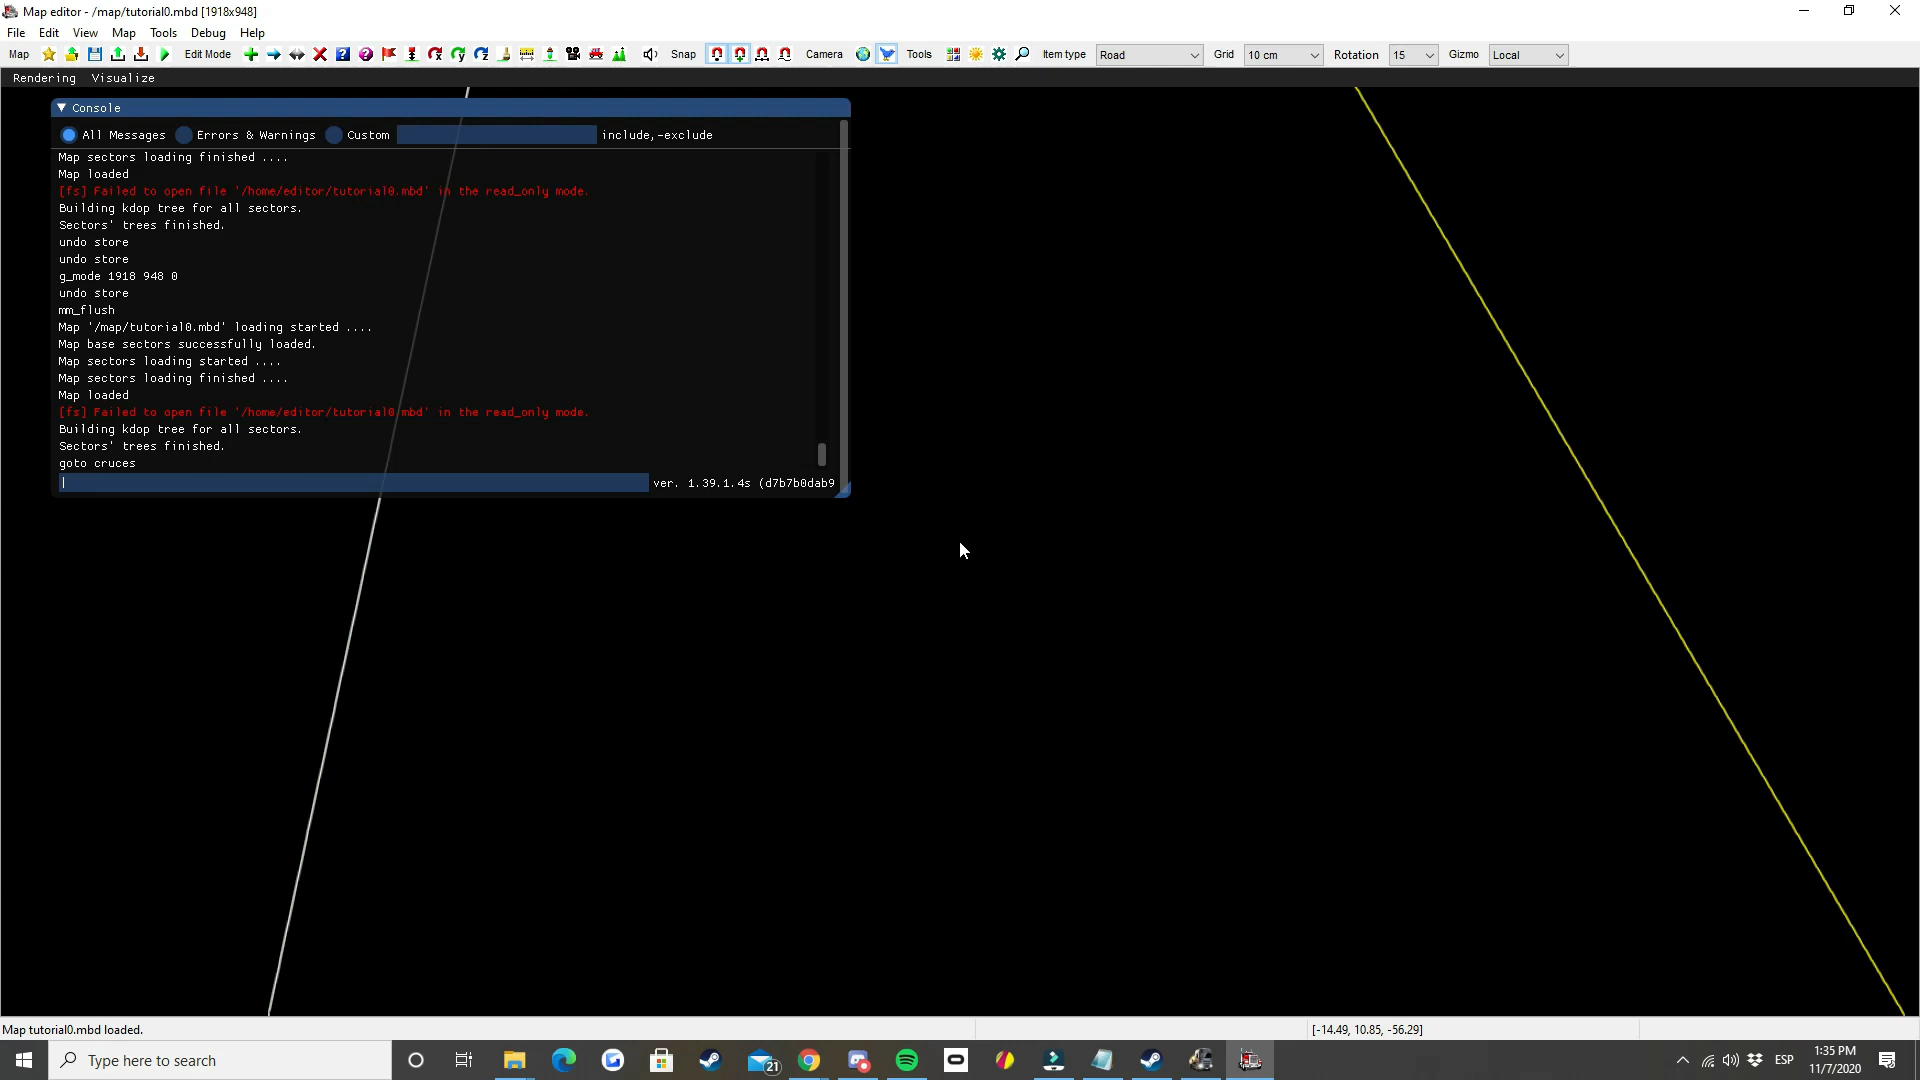 Map editor - /map/tutorial0.mbd [1918x948]
File Edit View Map Tools Debug Help
Map Edit Mode Snap Camera Tools Item type Road Grid 10 cm Rotation 15 Gizmo Local
Rendering Visualize
Console
All Messages Errors & Warnings Custom include,-exclude
Map sectors loading finished ....
Map loaded
[fs] Failed to open file '/home/editor/tutorial0.mbd' in the read_only mode.
Building kdop tree for all sectors.
Sectors' trees finished.
undo store
undo store
g_mode 1918 948 0
undo store
mm_flush
Map '/map/tutorial0.mbd' loading started ....
Map base sectors successfully loaded.
Map sectors loading started ....
Map sectors loading finished ....
Map loaded
[fs] Failed to open file '/home/editor/tutorial0.mbd' in the read_only mode.
Building kdop tree for all sectors.
Sectors' trees finished.
goto cruces
ver. 1.39.1.4s (d7b7b0dab9
Map tutorial0.mbd loaded.
[-14.49, 10.85, -56.29]
Type here to search
21
ESP
1:35 PM
11/7/2020